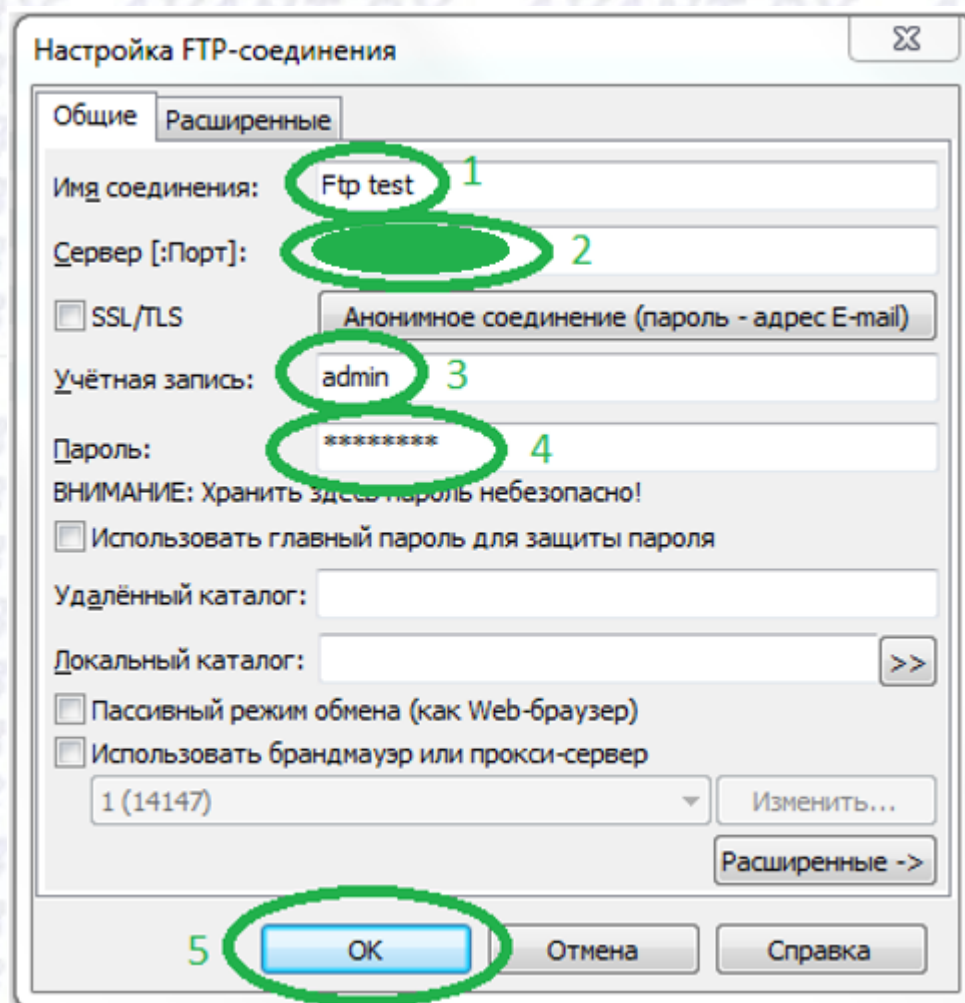 Настройка FTP-соединения
Общие Расширенные
Имя соединения: Ftp test 1
Сервер [:Порт]: 2
SSL/TLS Анонимное соединение (пароль - адрес E-mail)
Учётная запись: admin 3
Пароль: ******** 4
ВНИМАНИЕ: Хранить здесь пароль небезопасно!
Использовать главный пароль для защиты пароля
Удалённый каталог:
Локальный каталог: >>
Пассивный режим обмена (как Web-браузер)
Использовать брандмауэр или прокси-сервер
1 (14147) Изменить...
Расширенные ->
5 OK Отмена Справка